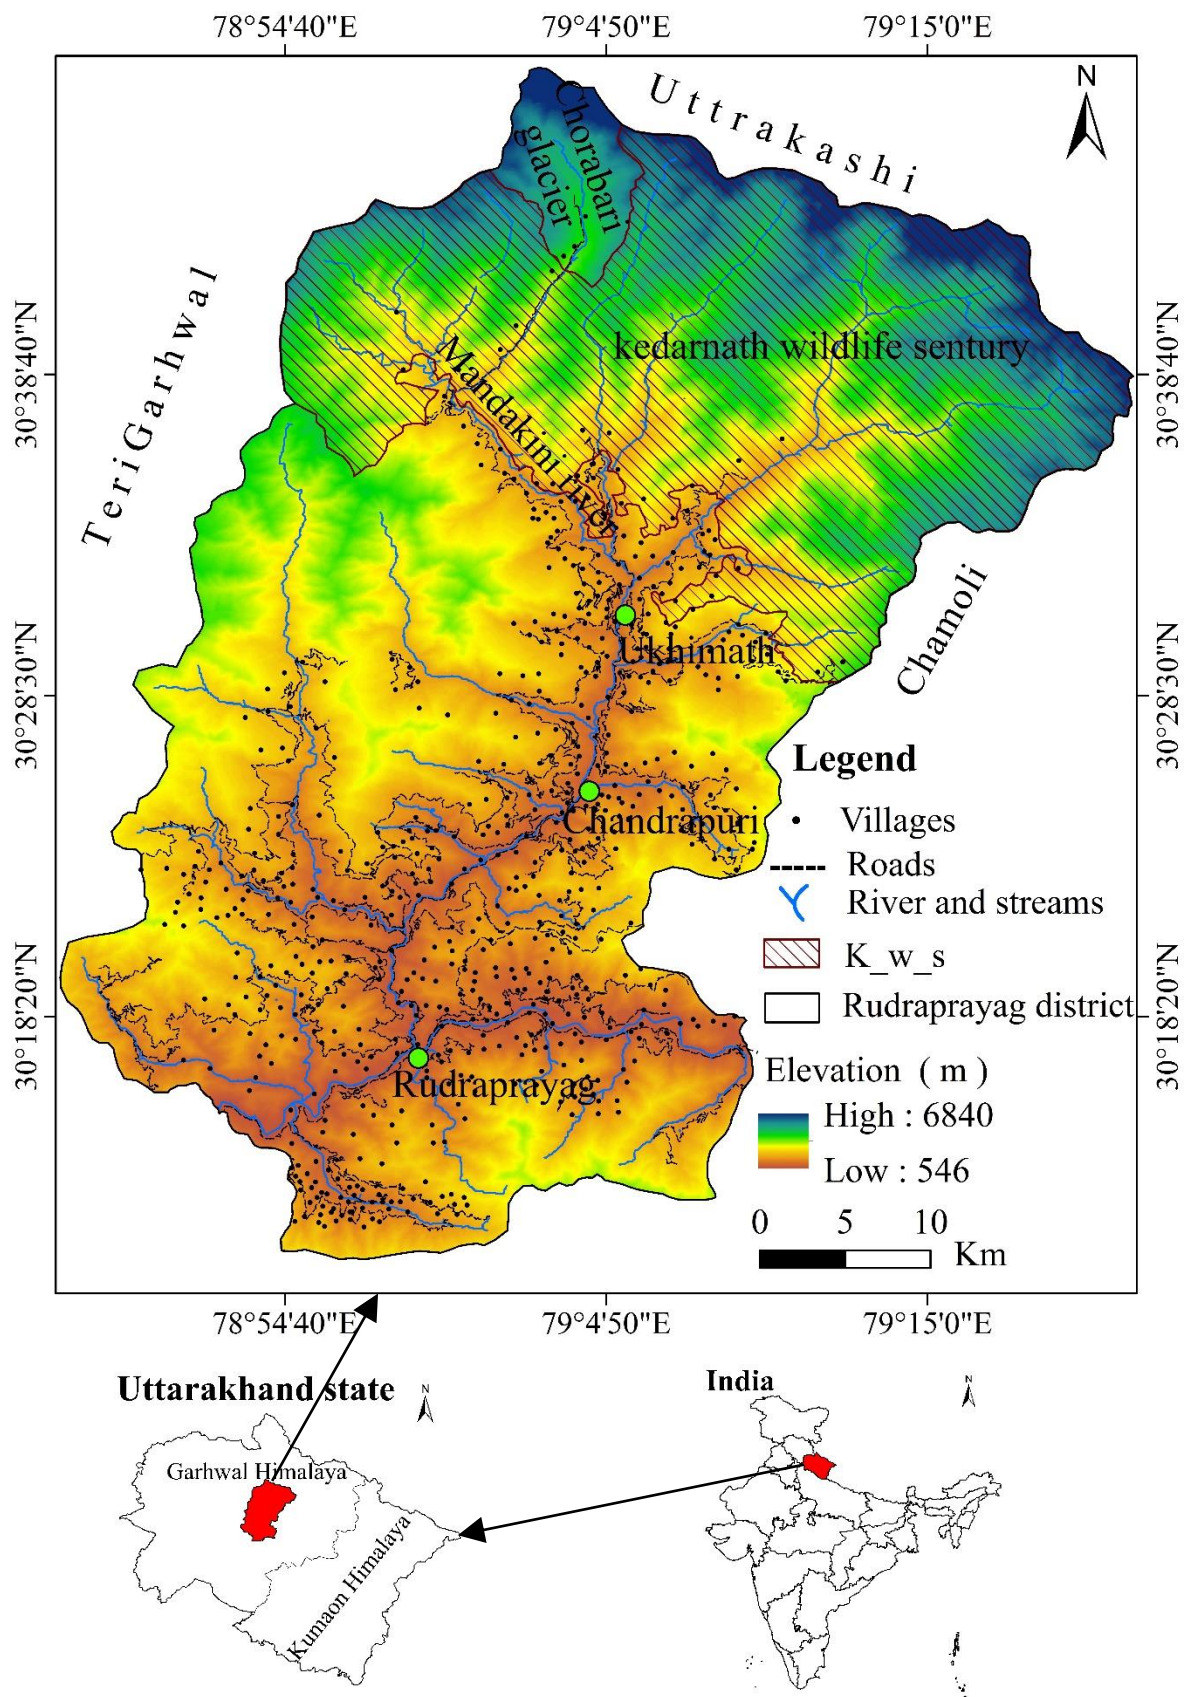 78°54'40"E 79°4'50"E 79°15'0"E
N
Uttrakashi
Chorabari
glacier
TeriGarhwal
30°38'40"N
30°38'40"N
kedarnath wildlife sentury
Mandakini river
Chamoli
Ukhimath
30°28'30"N
30°28'30"N
Chandrapuri
Legend
Villages
Roads
River and streams
K_w_s
Rudraprayag district
30°18'20"N
30°18'20"N
Rudraprayag
Elevation ( m )
High : 6840
Low : 546
0 5 10
Km
78°54'40"E 79°4'50"E 79°15'0"E
Uttarakhand state
N
Garhwal Himalaya
Kumaon Himalaya
India
N